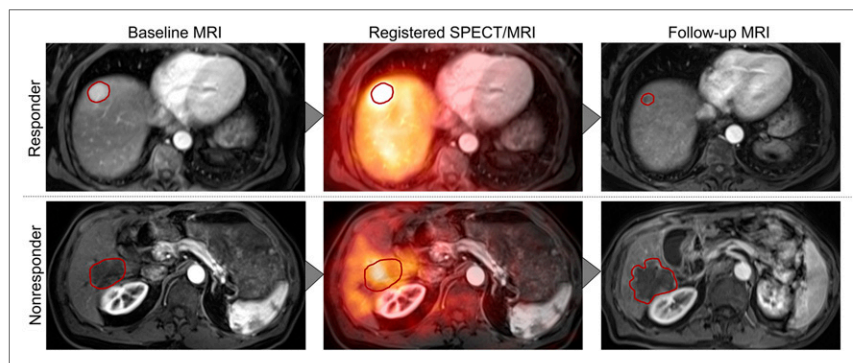 Baseline MRI
Registered SPECT/MRI
Follow-up MRI
Responder
Nonresponder